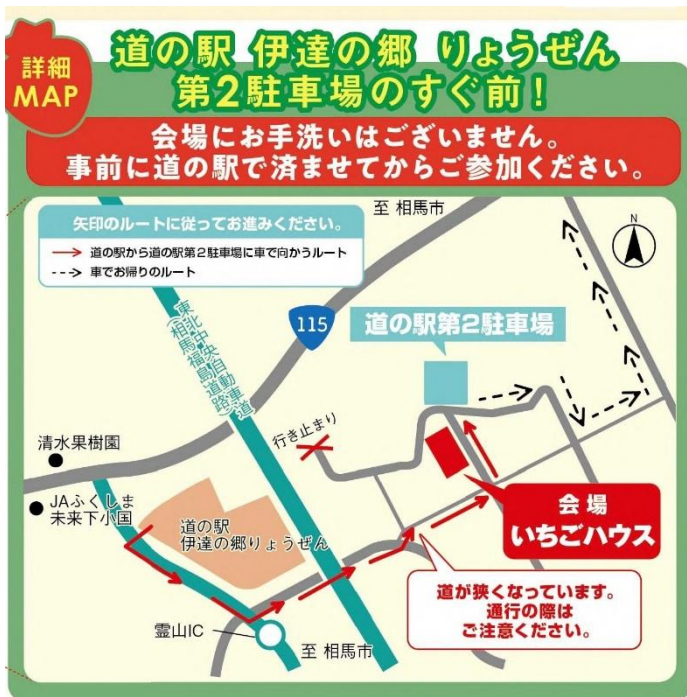 詳細
MAP
道の駅 伊達の郷 りょうぜん
第2駐車場のすぐ前!
会場にお手洗いはございません。
事前に道の駅で済ませてからご参加ください。
矢印のルートに従ってお進みください。
道の駅から道の駅第2駐車場に車で向かうルート
車でお帰りのルート
至 相馬市
N
115
道の駅第2駐車場
東北中央自動車道
(相馬福島道路)
行き止まり
清水果樹園
JAふくしま
未来下小国
道の駅
伊達の郷りょうぜん
会場
いちごハウス
道が狭くなっています。
通行の際は
ご注意ください。
霊山IC
至 相馬市